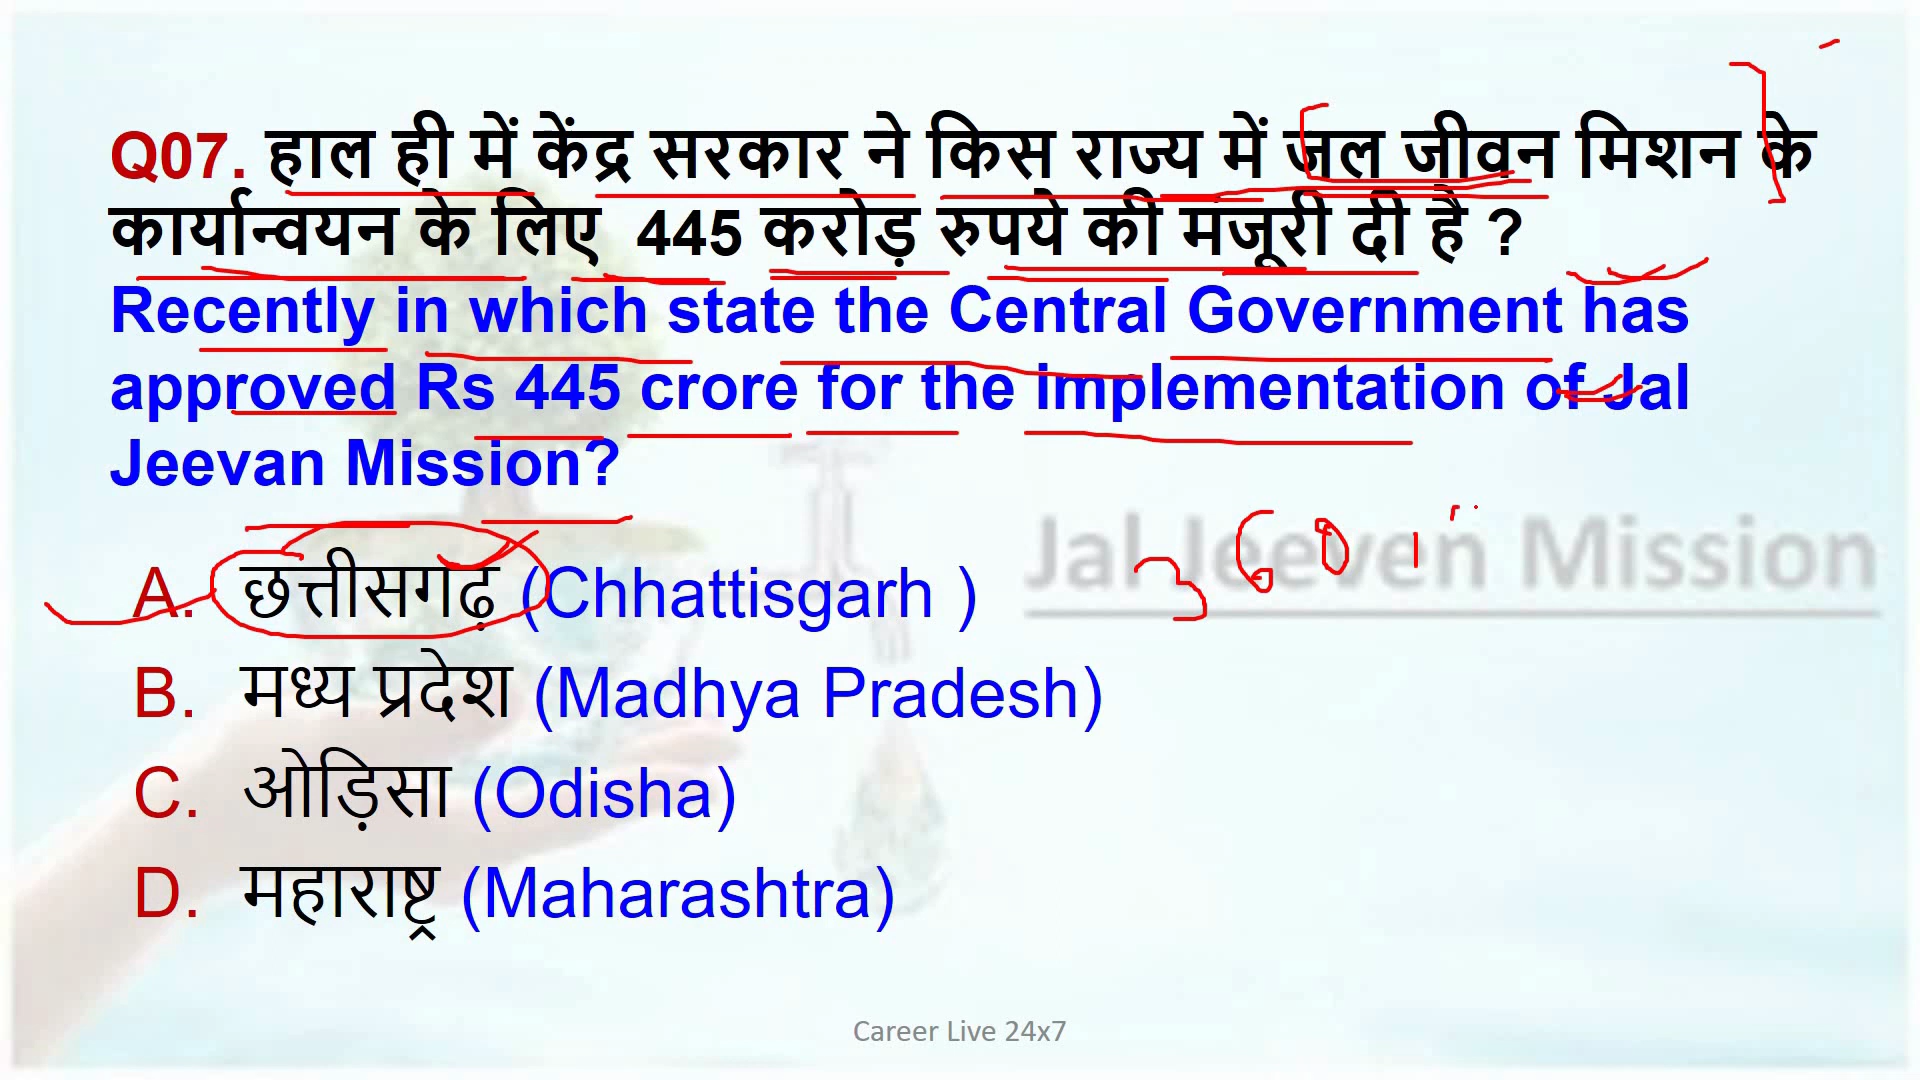 Q07. हाल ही में केंद्र सरकार ने किस राज्य में जल जीवन मिशन के
कार्यान्वयन के लिए 445 करोड़ रुपये की मंजूरी दी है ?
Recently in which state the Central Government has
approved Rs 445 crore for the implementation of Jal
Jeevan Mission?
Jal Jeeven Mission
A. छत्तीसगढ़ (Chhattisgarh )
B. मध्य प्रदेश (Madhya Pradesh)
C. ओड़िसा (Odisha)
D. महाराष्ट्र (Maharashtra)
Career Live 24x7